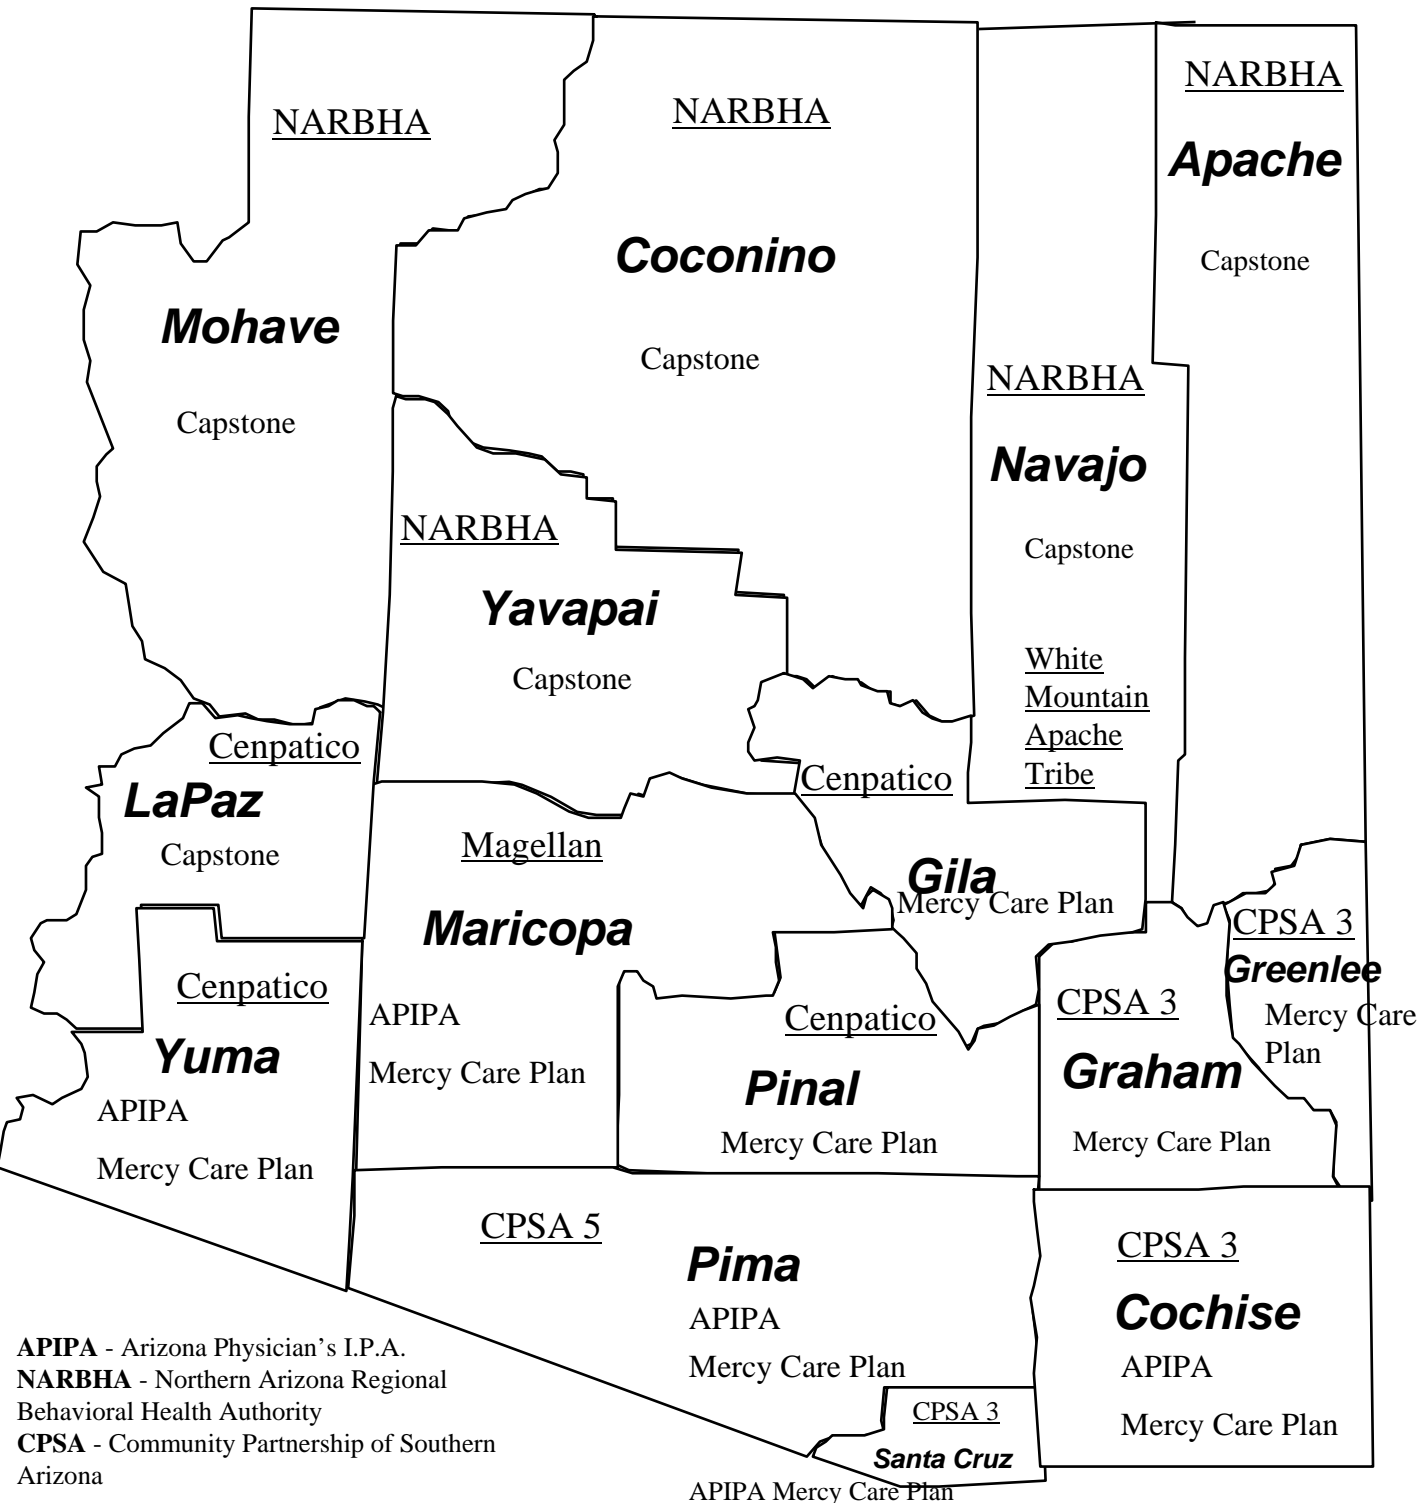 NARBHA
Mohave
Capstone
NARBHA
Coconino
Capstone
NARBHA
Navajo
Capstone
White
Mountain
Apache
Tribe
NARBHA
Apache
Capstone
NARBHA
Yavapai
Capstone
Cenpatico
LaPaz
Capstone
Cenpatico
Gila
Mercy Care Plan
Magellan
Maricopa
APIPA
Mercy Care Plan
Cenpatico
Yuma
APIPA
Mercy Care Plan
Cenpatico
Pinal
Mercy Care Plan
CPSA 3
Graham
Mercy Care Plan
CPSA 3
Greenlee
Mercy Care
Plan
CPSA 5
Pima
APIPA
Mercy Care Plan
CPSA 3
Cochise
APIPA
Mercy Care Plan
CPSA 3
Santa Cruz
APIPA Mercy Care Plan
APIPA - Arizona Physician’s I.P.A.
NARBHA - Northern Arizona Regional
Behavioral Health Authority
CPSA - Community Partnership of Southern
Arizona